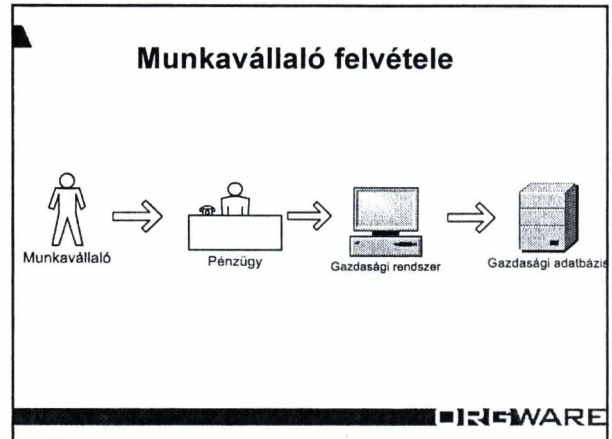 Munkavállaló felvétele
Munkavállaló
Pénzügy
Gazdasági rendszer
Gazdasági adatbázis
ORGWARE